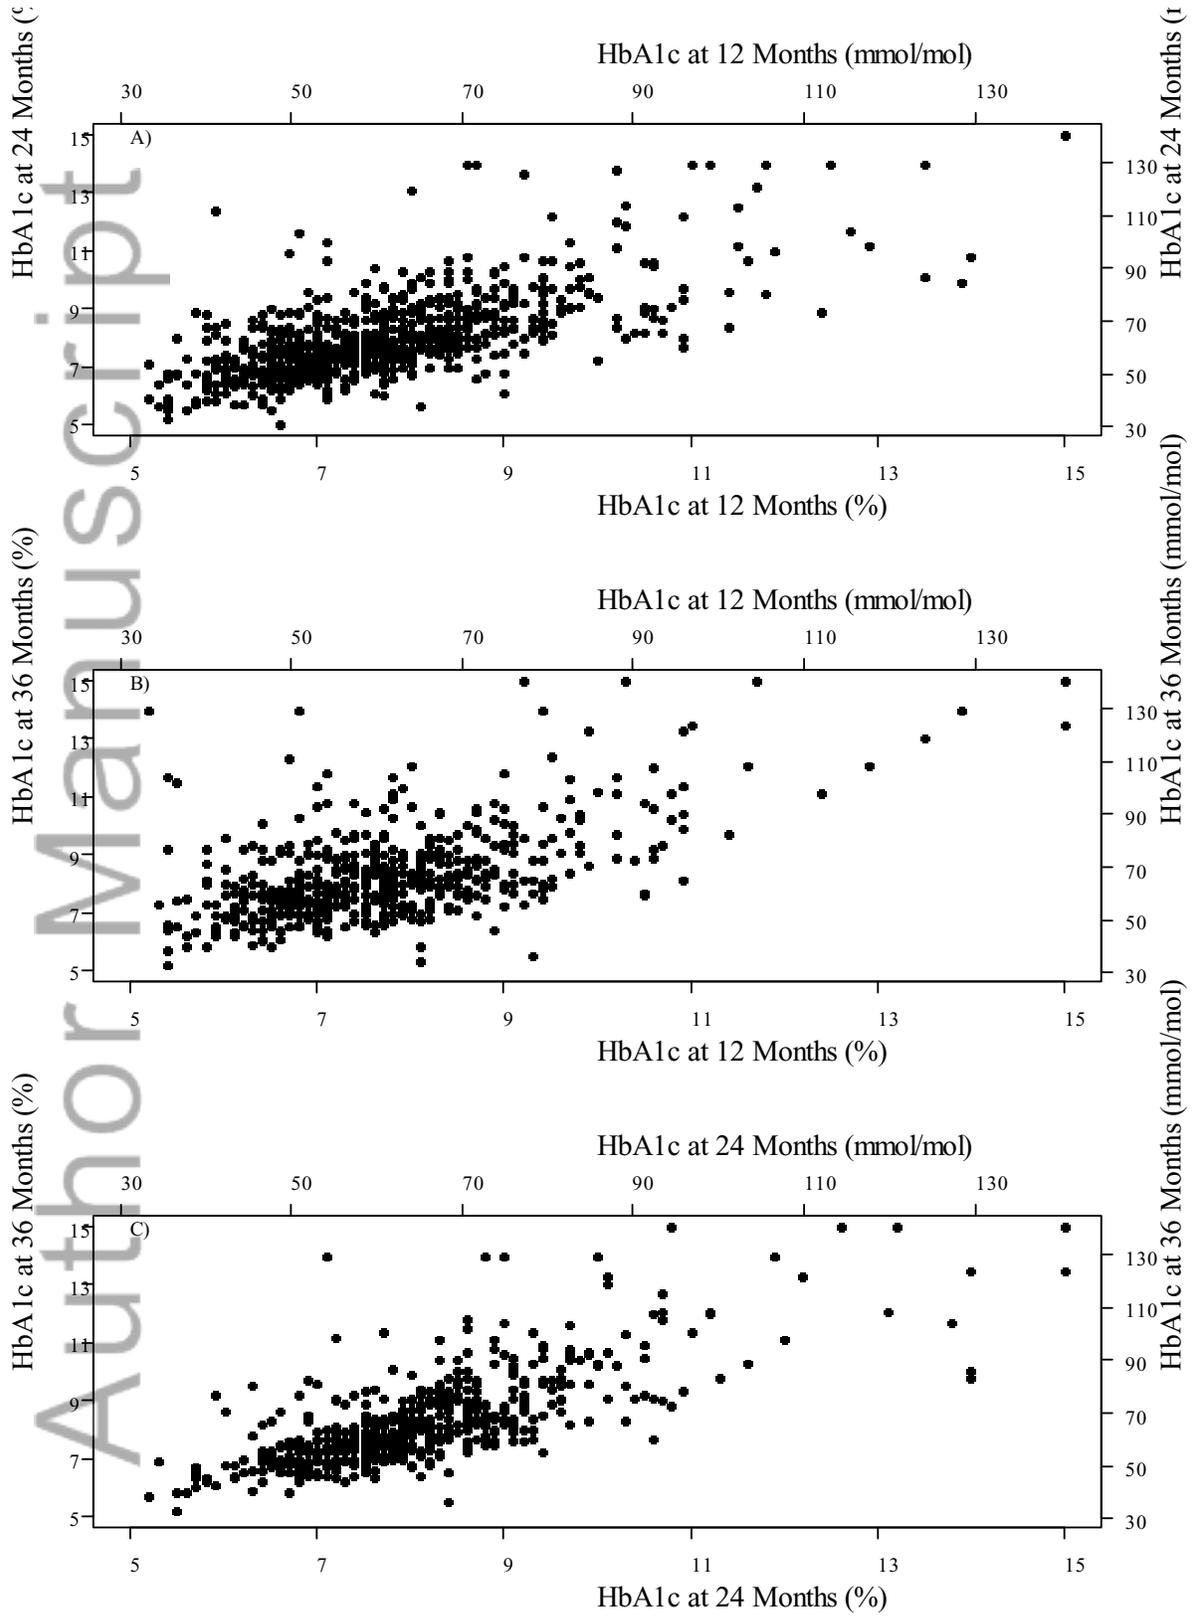 HbA1c at 12 Months (mmol/mol)
30 50 70 90 110 130
HbA1c at 24 Months (%
HbA1c at 24 Months (
A)
15
13
11
9
7
5
130
110
90
70
50
30
5 7 9 11 13 15
HbA1c at 12 Months (%)
HbA1c at 12 Months (mmol/mol)
30 50 70 90 110 130
HbA1c at 36 Months (%)
HbA1c at 36 Months (mmol/mol)
B)
15
13
11
9
7
5
130
110
90
70
50
30
5 7 9 11 13 15
HbA1c at 12 Months (%)
HbA1c at 24 Months (mmol/mol)
30 50 70 90 110 130
HbA1c at 36 Months (%)
HbA1c at 36 Months (mmol/mol)
C)
15
13
11
9
7
5
130
110
90
70
50
30
5 7 9 11 13 15
HbA1c at 24 Months (%)
Author Manuscript